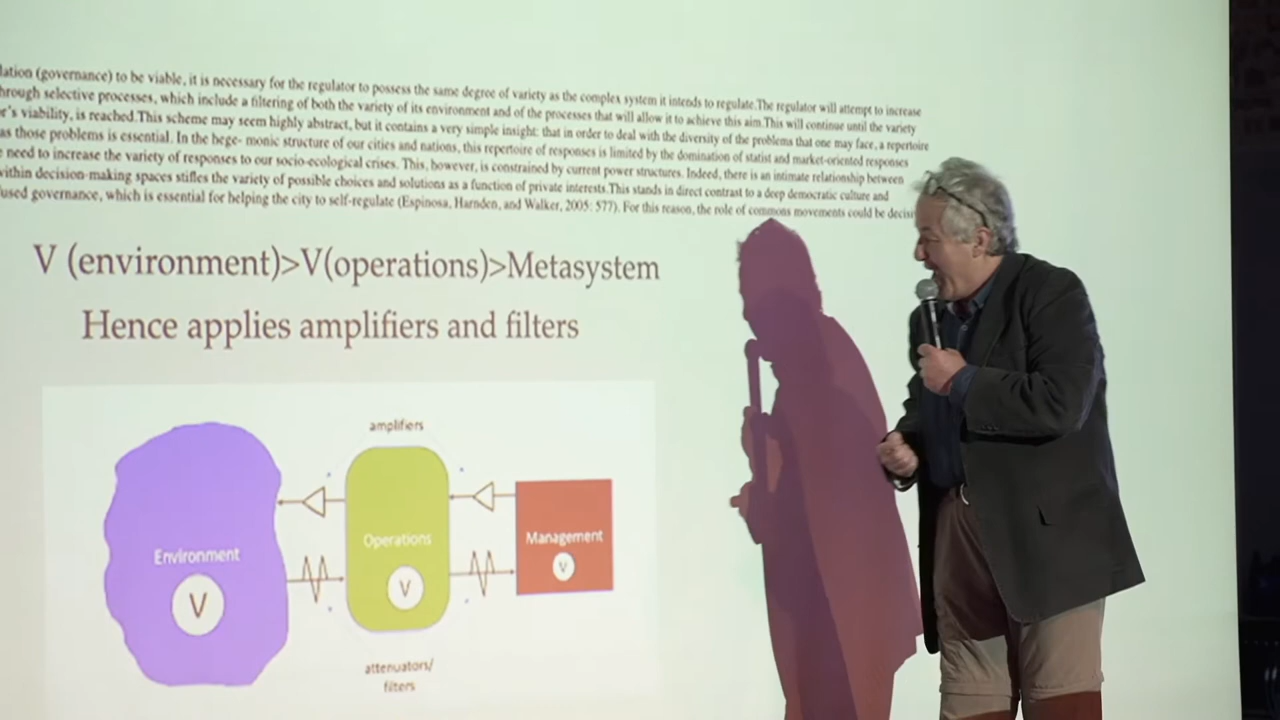 lation (governance) to be viable, it is necessary for the regulator to possess the same degree of variety as the complex system it intends to regulate.The regulator will attempt to increase
hrough selective processes, which include a filtering of both the variety of its environment and of the processes that will allow it to achieve this aim.This will continue until the variety
r's viability, is reached.This scheme may seem highly abstract, but it contains a very simple insight: that in order to deal with the diversity of the problems that one may face, a repertoire
as those problems is essential. In the hege- monic structure of our cities and nations, this repertoire of responses is limited by the domination of statist and market-oriented responses
need to increase the variety of responses to our socio-ecological crises. This, however, is constrained by current power structures. Indeed, there is an intimate relationship between
within decision-making spaces stifles the variety of possible choices and solutions as a function of private interests.This stands in direct contrast to a deep democratic culture and
used governance, which is essential for helping the city to self-regulate (Espinosa, Harnden, and Walker, 2005: 577). For this reason, the role of commons movements could be decisi
V (environment)>V(operations)>Metasystem
Hence applies amplifiers and filters
amplifiers
Environment
V
Operations
V
Management
V
attenuators/
filters